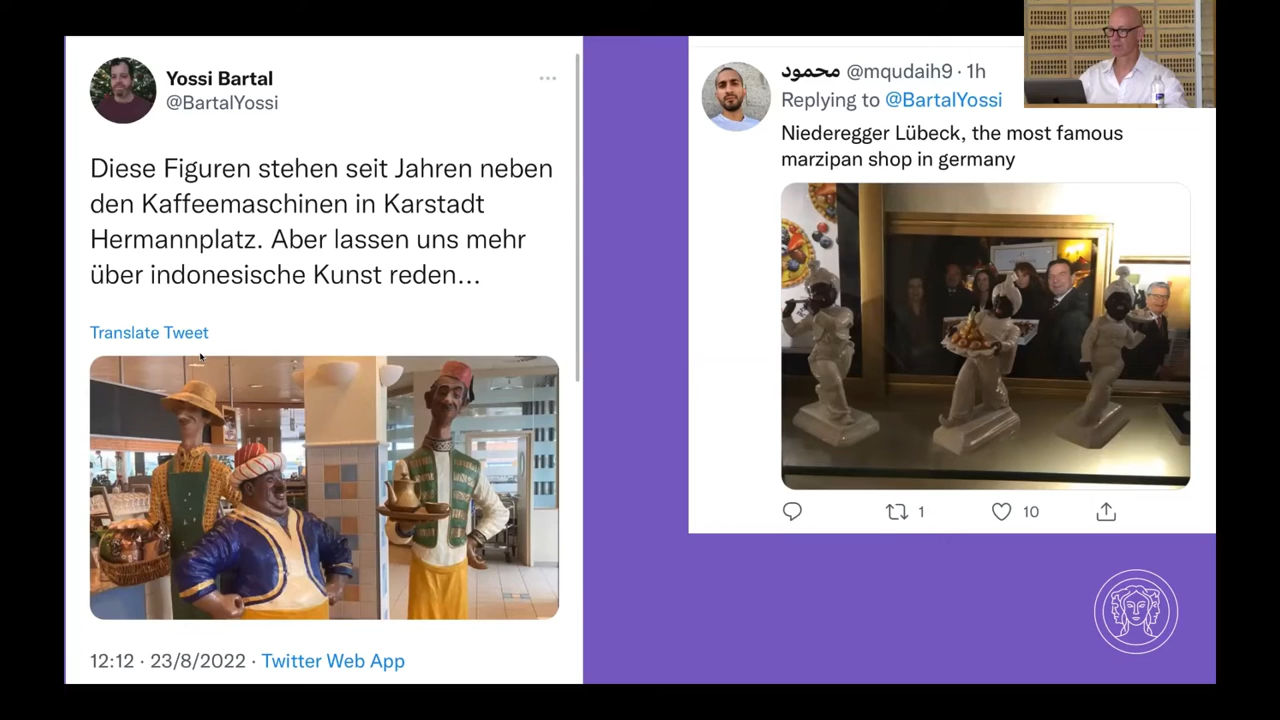 Yossi Bartal
@BartalYossi
Diese Figuren stehen seit Jahren neben
den Kaffeemaschinen in Karstadt
Hermannplatz. Aber lassen uns mehr
über indonesische Kunst reden...
Translate Tweet
12:12 · 23/8/2022 · Twitter Web App
محمود @mqudaih9 · 1h
Replying to @BartalYossi
Niederegger Lübeck, the most famous
marzipan shop in germany
1 10